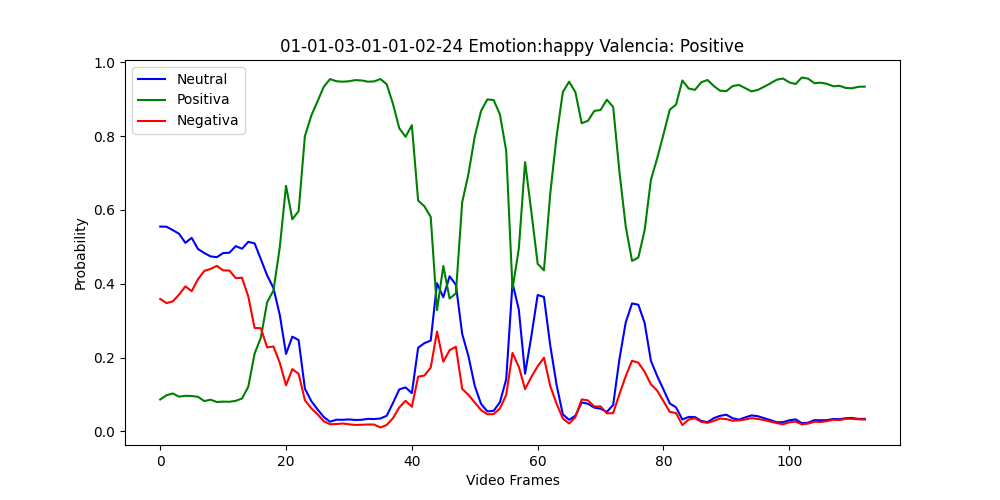 01-01-03-01-01-02-24 Emotion:happy Valencia: Positive
1.0
0.8
0.6
0.4
0.2
0.0
Probability
Neutral
Positiva
Negativa
0 20 40 60 80 100
Video Frames